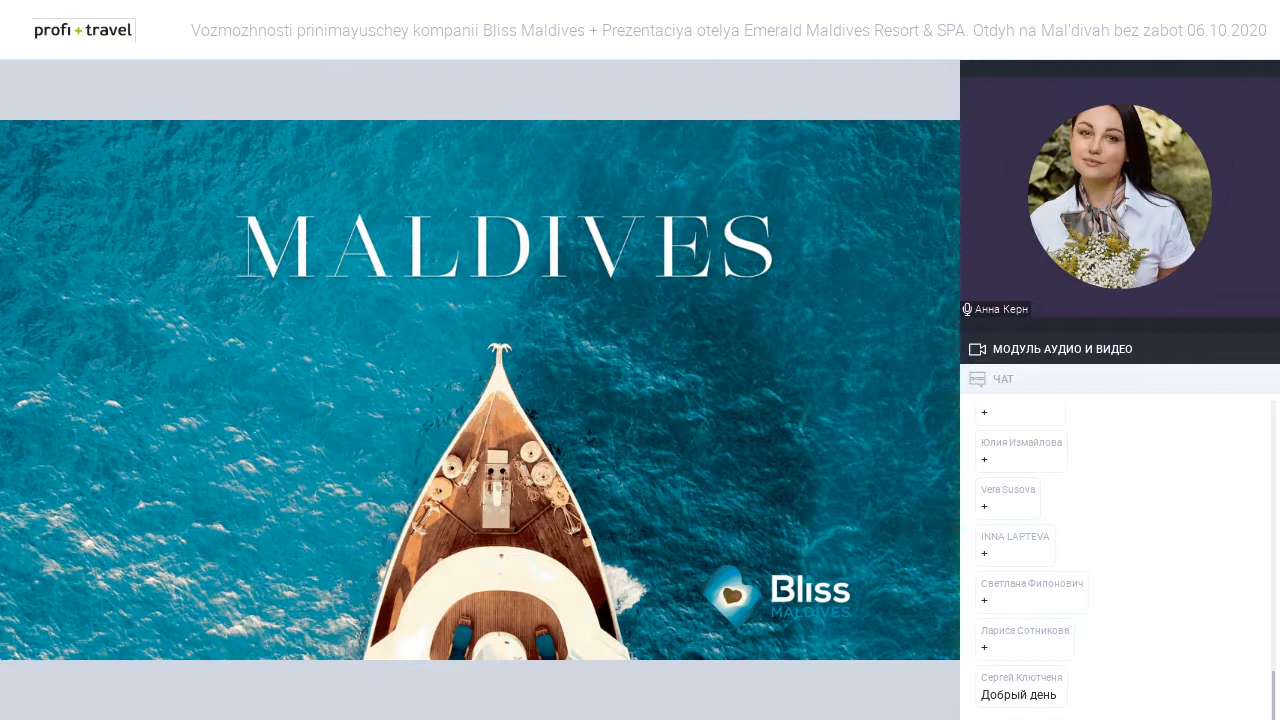 profi + travel
Vozmozhnosti prinimayuschey kompanii Bliss Maldives + Prezentaciya otelya Emerald Maldives Resort & SPA. Otdyh na Mal'divah bez zabot 06.10.2020
MALDIVES
Bliss
MALDIVES
Анна Керн
МОДУЛЬ АУДИО И ВИДЕО
ЧАТ
+
Юлия Измайлова
+
Vera Susova
+
INNA LAPTEVA
+
Светлана Филонович
+
Лариса Сотникова
+
Сергей Клютченя
Добрый день